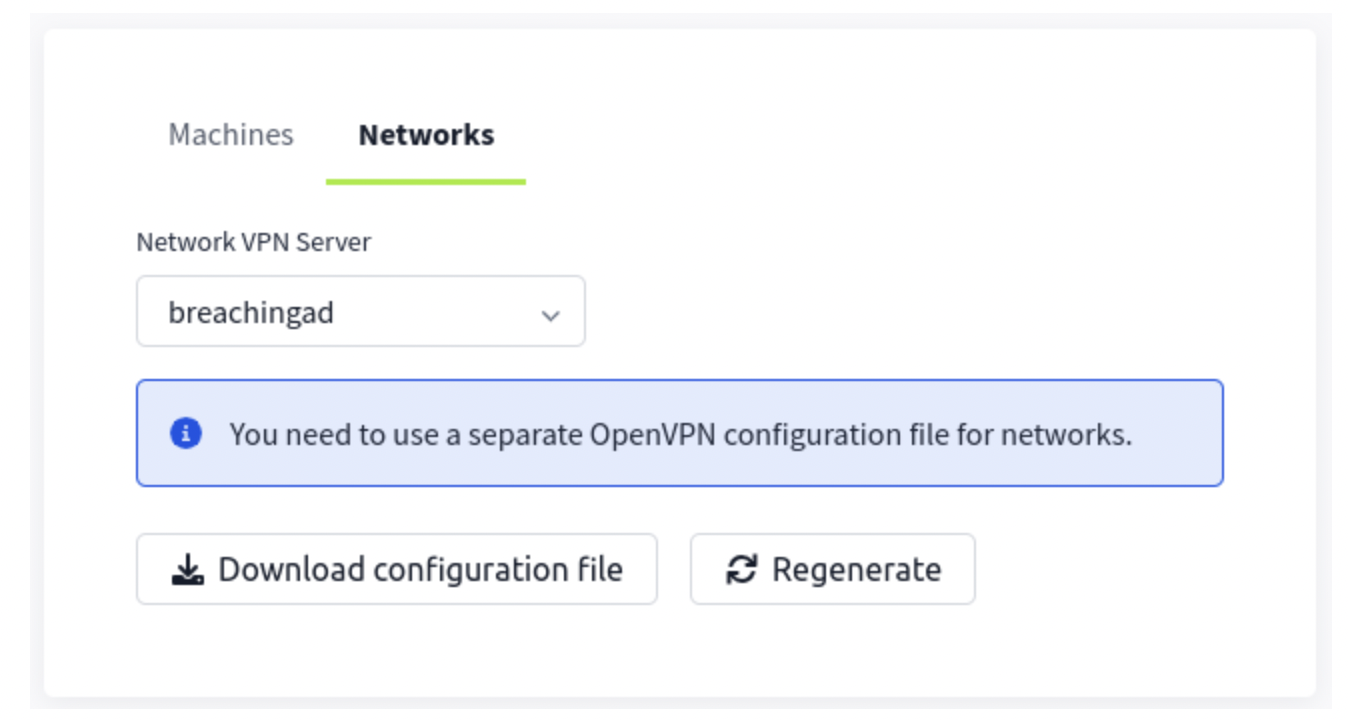 Machines Networks
Network VPN Server
breachingad
You need to use a separate OpenVPN configuration file for networks.
Download configuration file Regenerate